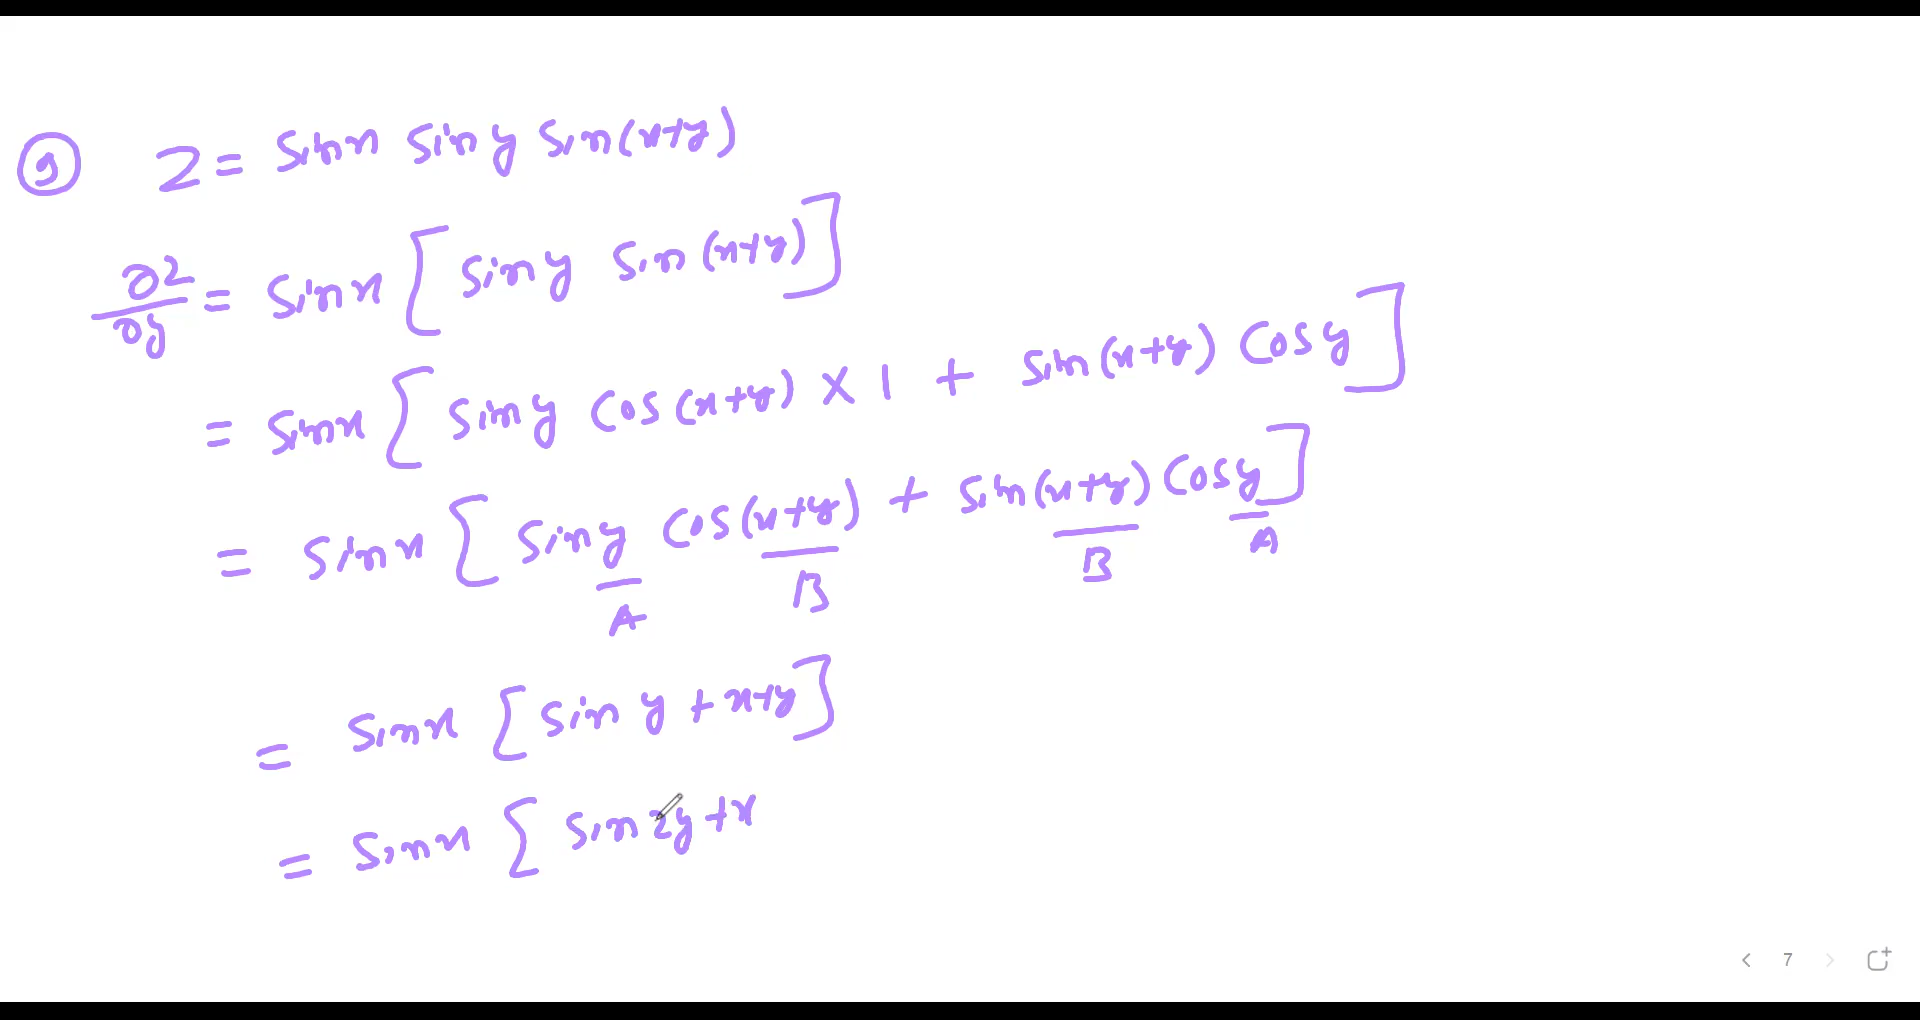 9 Z = sin x sin y sin(x+y)
∂z/∂y = sin x [ sin y sin (x+y) ]
= sin x [ sin y cos (x+y) × 1 + sin (x+y) cos y ]
= sin x [ sin y cos (x+y) + sin (x+y) cos y ]
A B B A
= sin x [ sin y + x+y ]
= sin x [ sin 2y + x
7